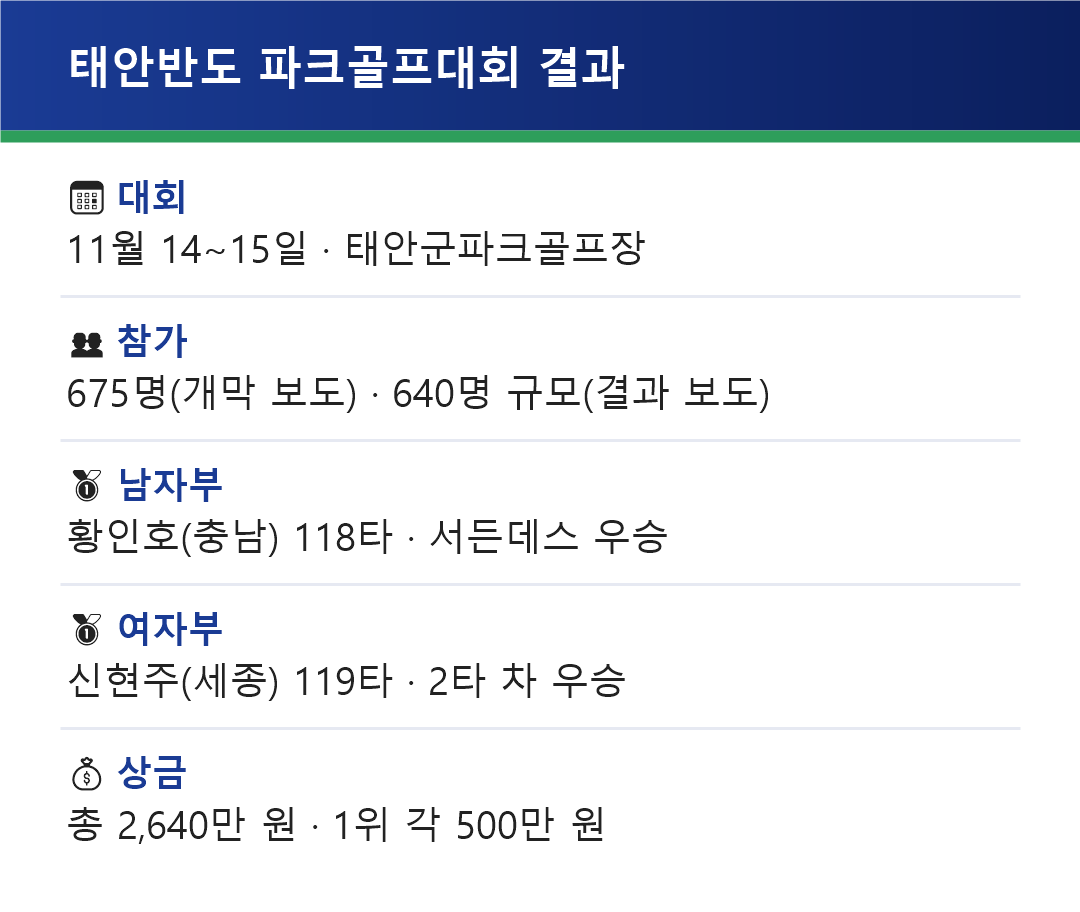 태안반도 파크골프대회 결과
대회
11월 14~15일 · 태안군파크골프장
참가
675명(개막 보도) · 640명 규모(결과 보도)
남자부
황인호(충남) 118타 · 서든데스 우승
여자부
신현주(세종) 119타 · 2타 차 우승
상금
총 2,640만 원 · 1위 각 500만 원